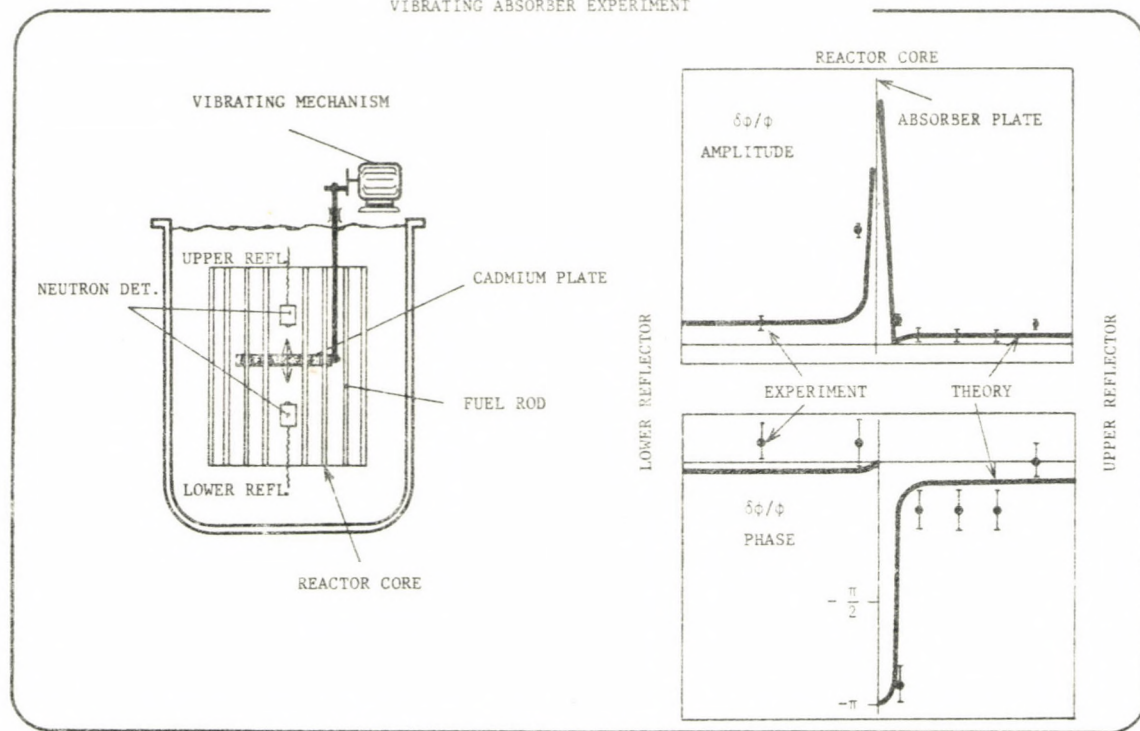 VIBRATING ABSORBER EXPERIMENT
VIBRATING MECHANISM
UPPER REFL.
NEUTRON DET.
CADMIUM PLATE
FUEL ROD
LOWER REFL.
REACTOR CORE
REACTOR CORE
δφ/φ
AMPLITUDE
ABSORBER PLATE
LOWER REFLECTOR
EXPERIMENT
THEORY
UPPER REFLECTOR
δφ/φ
PHASE
- π/2
-π